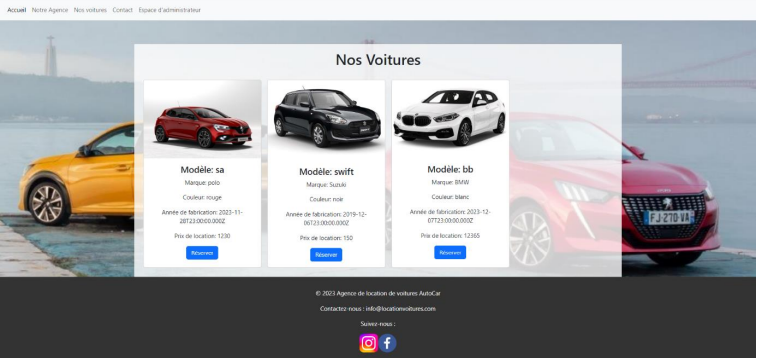 Accueil Notre Agence Nos voitures Contact Espace d'administrateur
Nos Voitures
Modèle: sa
Marque: polo
Couleur: rouge
Année de fabrication: 2023-11-
28T23:00:00.000Z
Prix de location: 1230
Réserver
Modèle: swift
Marque: Suzuki
Couleur: noir
Année de fabrication: 2019-12-
06T23:00:00.000Z
Prix de location: 150
Réserver
Modèle: bb
Marque: BMW
Couleur: blanc
Année de fabrication: 2023-12-
07T23:00:00.000Z
Prix de location: 12365
Réserver
FJ-270-VA
© 2023 Agence de location de voitures AutoCar
Contactez-nous : info@locationvoitures.com
Suivez-nous :